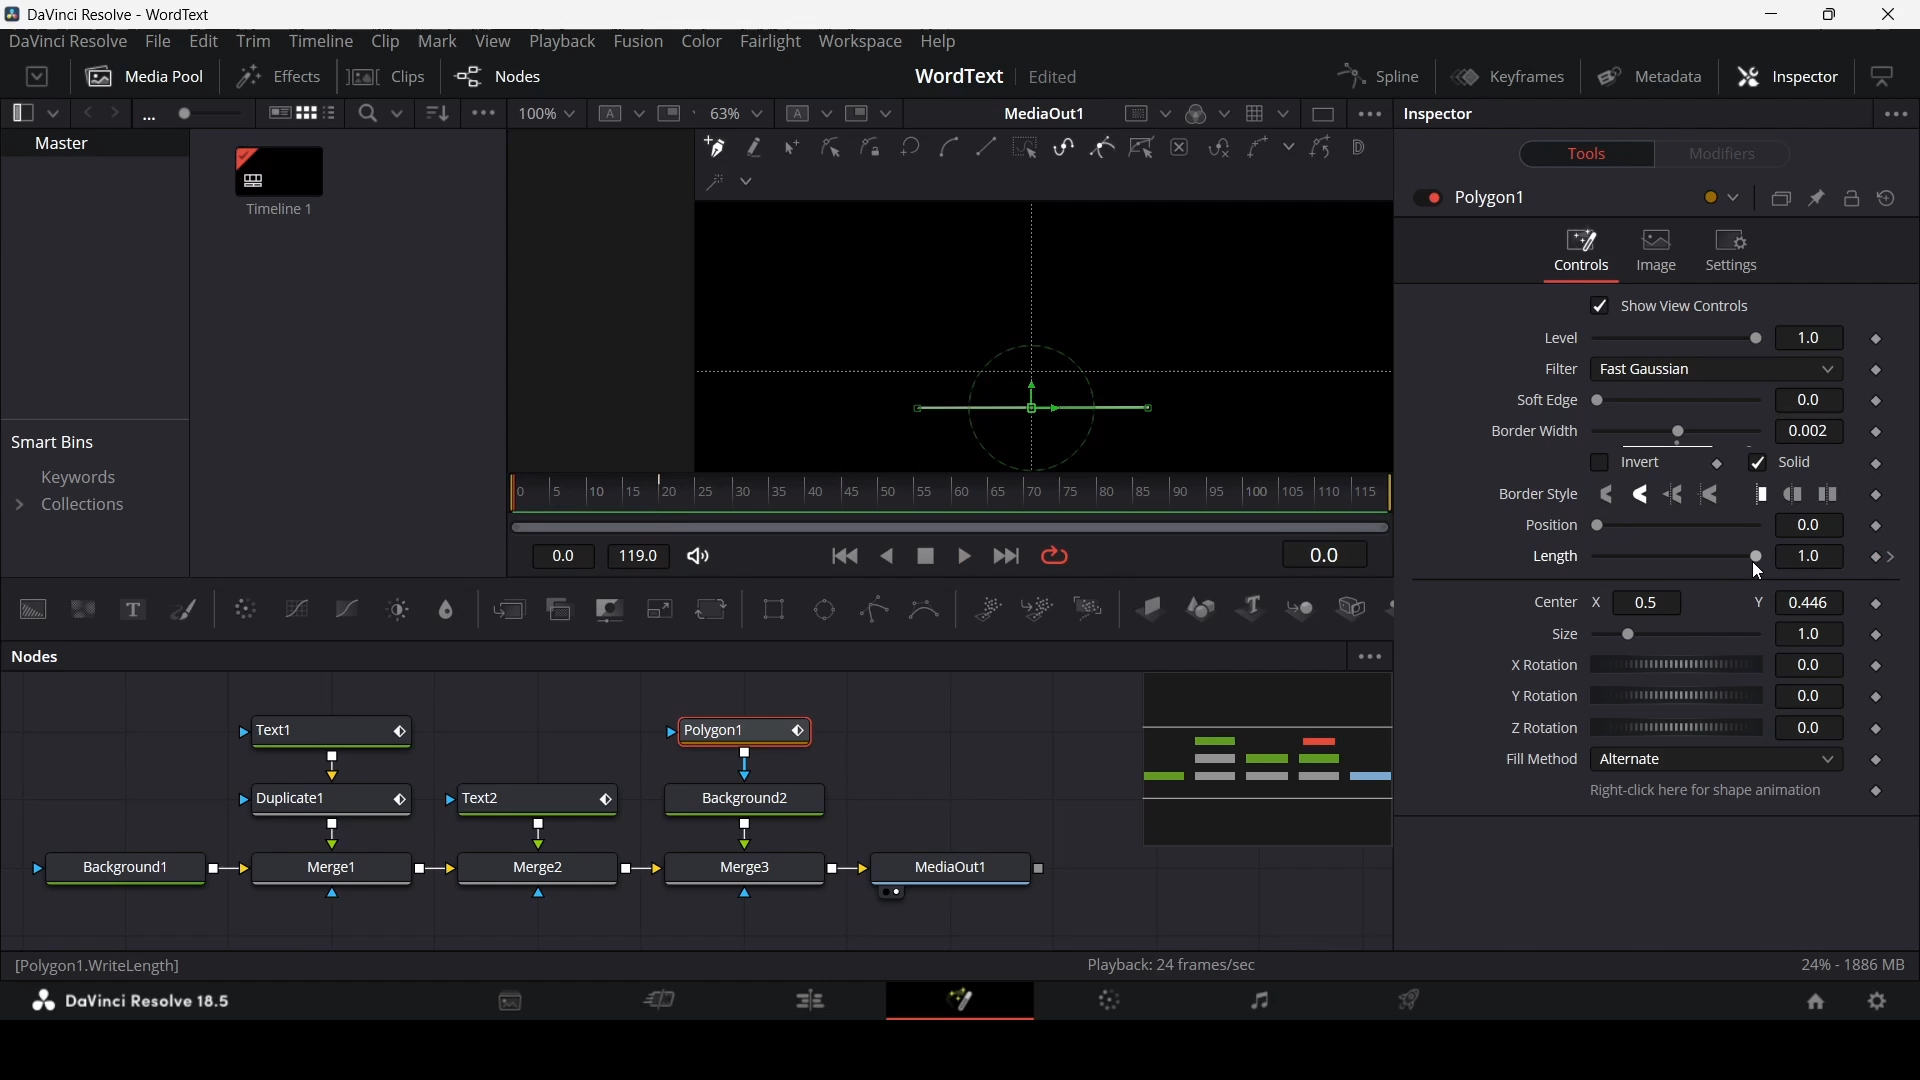 DaVinci Resolve - WordText
DaVinci Resolve File Edit Trim Timeline Clip Mark View Playback Fusion Color Fairlight Workspace Help
Media Pool Effects Clips Nodes WordText Edited Spline Keyframes Metadata Inspector
... 100% A 63% A MediaOut1 Inspector
Master
Timeline 1
Tools Modifiers
Polygon1
Controls Image Settings
Show View Controls
Level 1.0
Filter Fast Gaussian
Soft Edge 0.0
Border Width 0.002
Invert Solid
Border Style
Position 0.0
Length 1.0
Center X 0.5 Y 0.446
Size 1.0
X Rotation 0.0
Y Rotation 0.0
Z Rotation 0.0
Fill Method Alternate
Right-click here for shape animation
Smart Bins
Keywords
Collections
0 5 10 15 20 25 30 35 40 45 50 55 60 65 70 75 80 85 90 95 100 105 110 115
0.0 119.0 0.0
T T
Nodes
Text1 Polygon1
Duplicate1 Text2 Background2
Background1 Merge1 Merge2 Merge3 MediaOut1
[Polygon1.WriteLength] Playback: 24 frames/sec 24% - 1886 MB
DaVinci Resolve 18.5